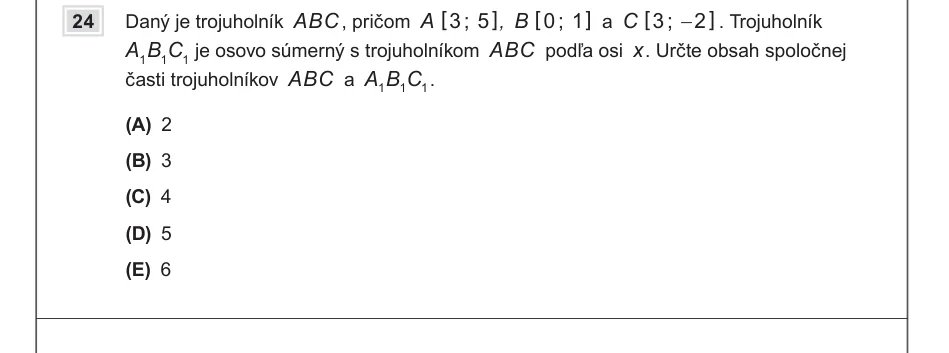 24 Daný je trojuholník ABC, pričom A [3; 5], B [0; 1] a C [3; −2]. Trojuholník
A₁B₁C₁ je osovo súmerný s trojuholníkom ABC podľa osi x. Určte obsah spoločnej
časti trojuholníkov ABC a A₁B₁C₁.
(A) 2
(B) 3
(C) 4
(D) 5
(E) 6